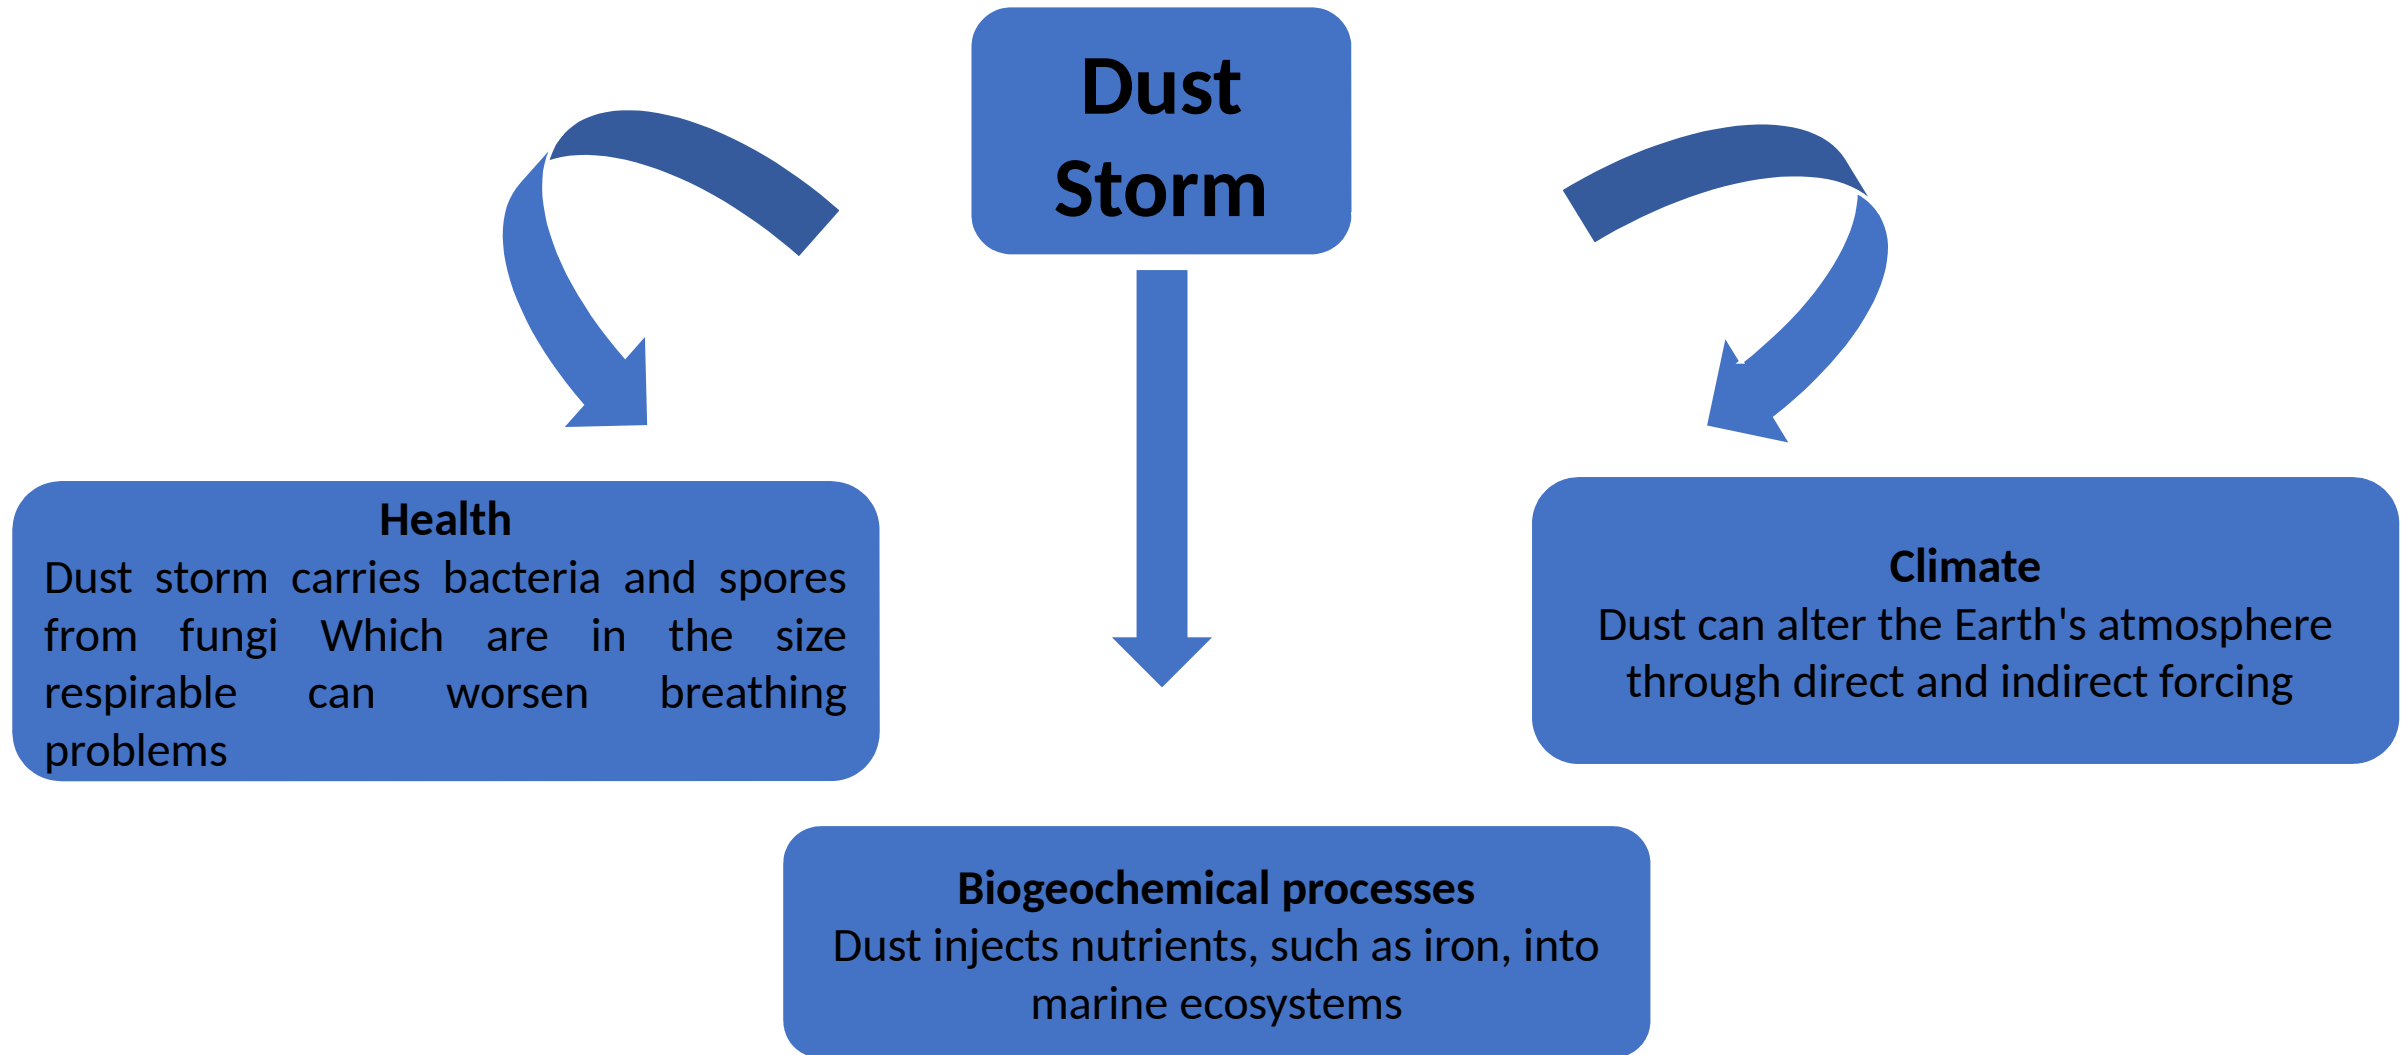 Dust
Storm
Health
Dust storm carries bacteria and spores
from fungi Which are in the size
respirable can worsen breathing
problems
Climate
Dust can alter the Earth's atmosphere
through direct and indirect forcing
Biogeochemical processes
Dust injects nutrients, such as iron, into
marine ecosystems